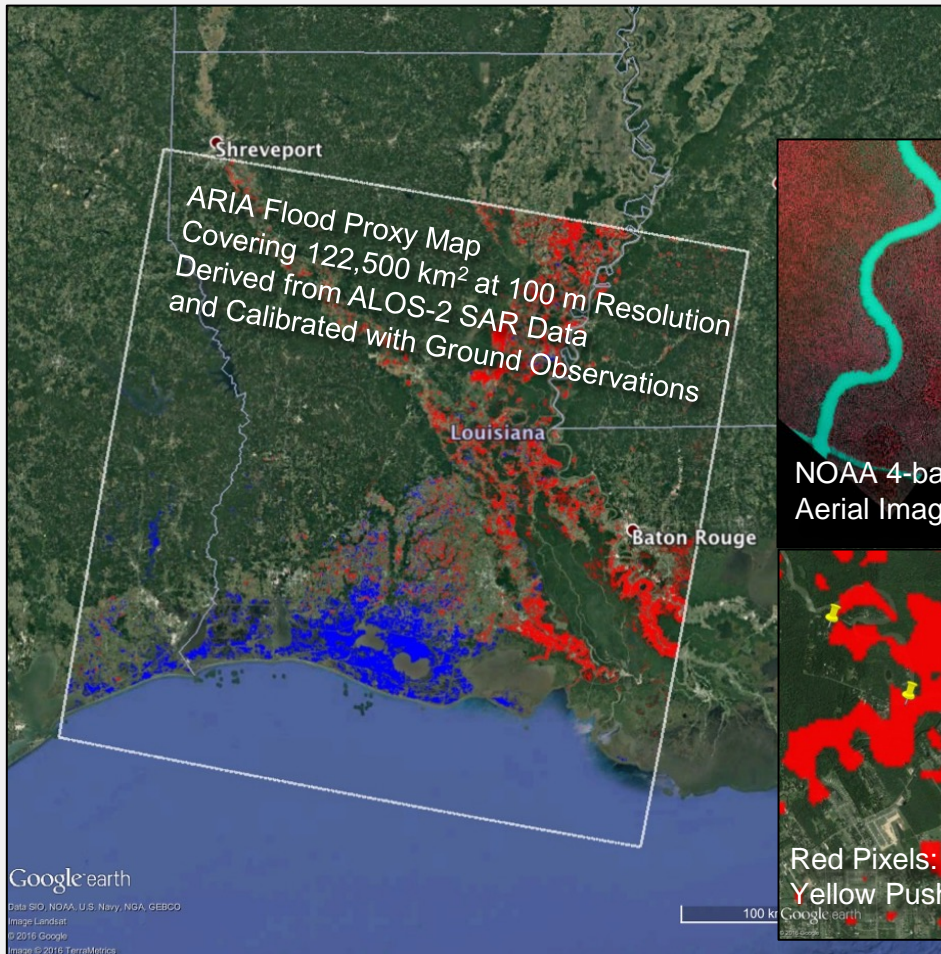 Shreveport
ARIA Flood Proxy Map
Covering 122,500 km² at 100 m Resolution
Derived from ALOS-2 SAR Data
and Calibrated with Ground Observations
Louisiana
Baton Rouge
NOAA 4-ba
Aerial Imag
Red Pixels:
Yellow Push
Google earth
Data SIO, NOAA, U.S. Navy, NGA, GEBCO
Image Landsat
© 2016 Google
Image © 2016 TerraMetrics
100 k
Google earth